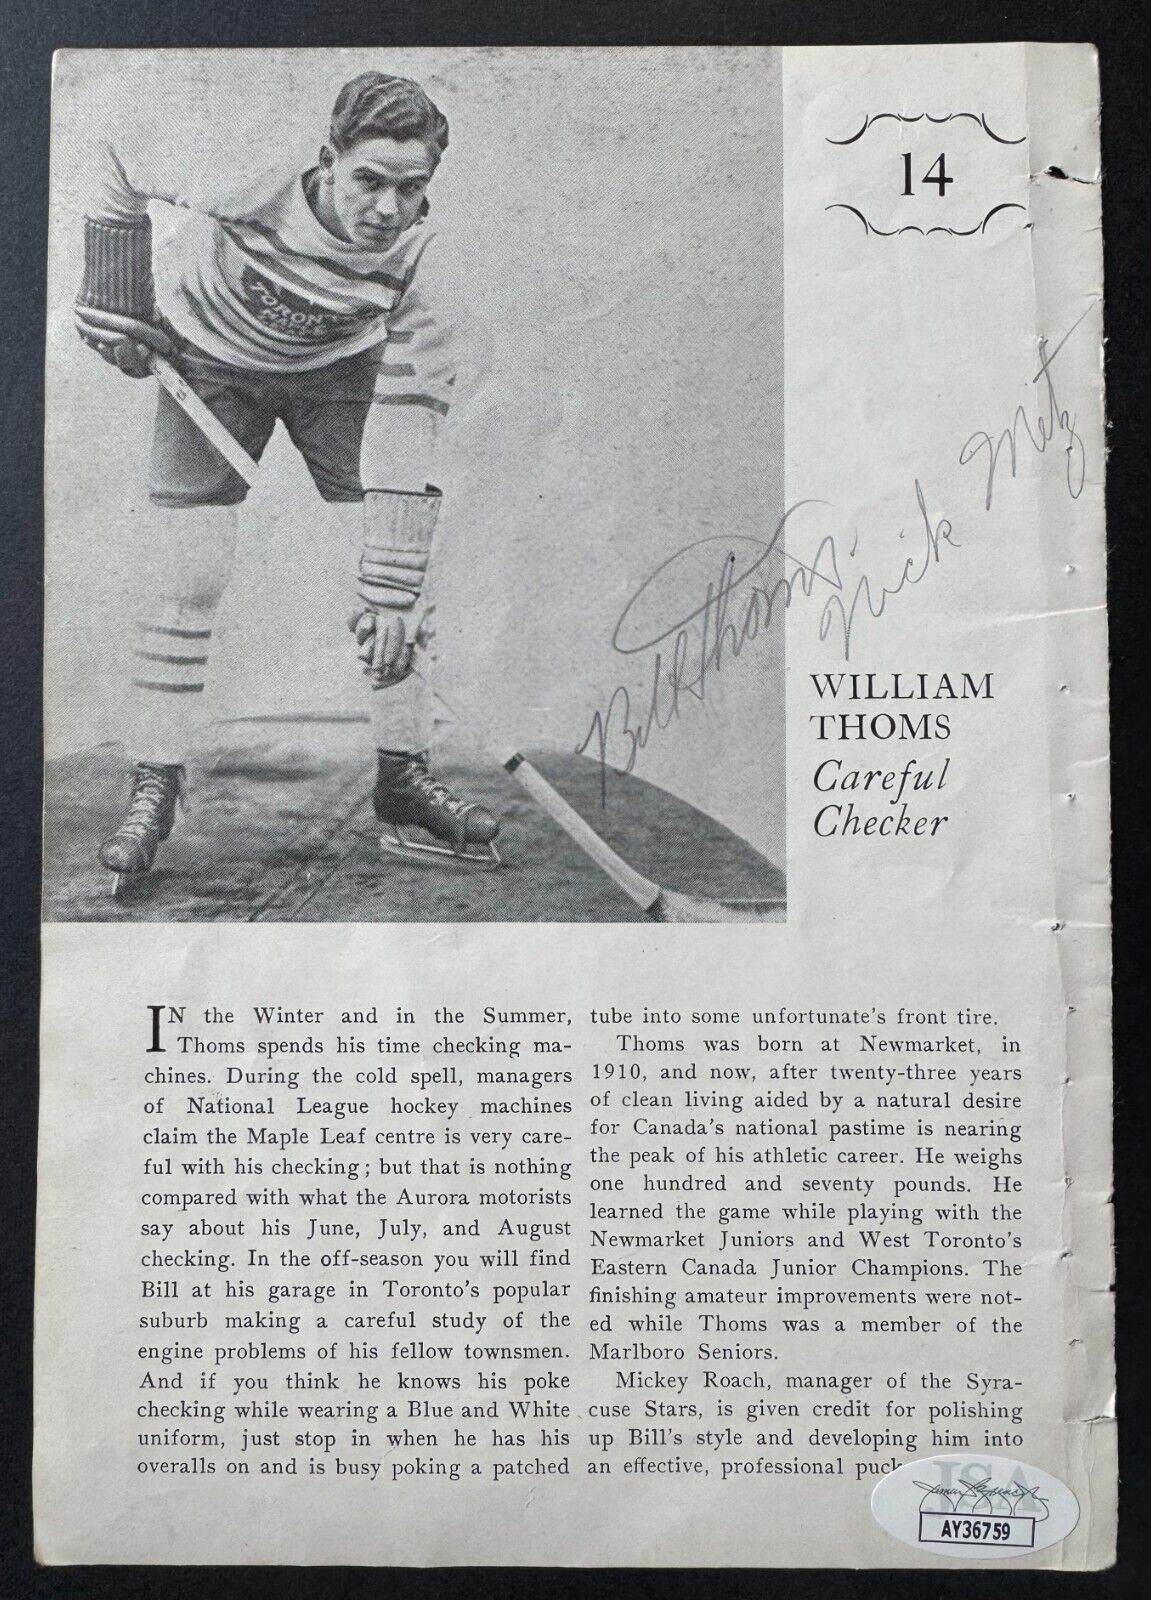 14
TORONTO
MAPLE
Bill Thoms.
Nick Metz
WILLIAM
THOMS
Careful
Checker
IN the Winter and in the Summer,
Thoms spends his time checking ma-
chines. During the cold spell, managers
of National League hockey machines
claim the Maple Leaf centre is very care-
ful with his checking; but that is nothing
compared with what the Aurora motorists
say about his June, July, and August
checking. In the off-season you will find
Bill at his garage in Toronto's popular
suburb making a careful study of the
engine problems of his fellow townsmen.
And if you think he knows his poke
checking while wearing a Blue and White
uniform, just stop in when he has his
overalls on and is busy poking a patched
tube into some unfortunate's front tire.
Thoms was born at Newmarket, in
1910, and now, after twenty-three years
of clean living aided by a natural desire
for Canada's national pastime is nearing
the peak of his athletic career. He weighs
one hundred and seventy pounds. He
learned the game while playing with the
Newmarket Juniors and West Toronto's
Eastern Canada Junior Champions. The
finishing amateur improvements were not-
ed while Thoms was a member of the
Marlboro Seniors.
Mickey Roach, manager of the Syra-
cuse Stars, is given credit for polishing
up Bill's style and developing him into
an effective, professional puck
JSA
AY36759